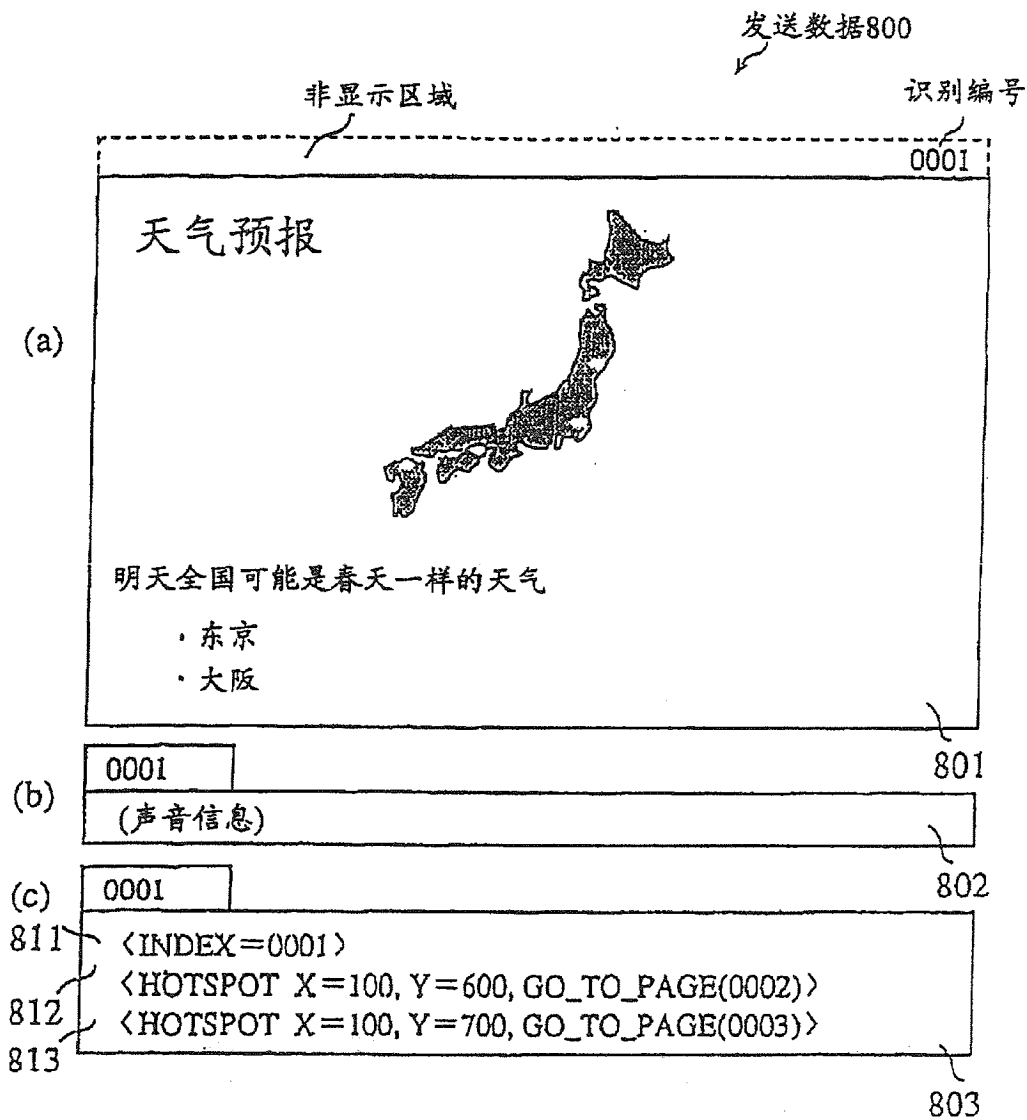 发送数据800
非显示区域
识别编号
0001
天气预报
(a)
明天全国可能是春天一样的天气
·东京
·大阪
801
0001
(b)
(声音信息)
802
(c)
0001
811
<INDEX=0001>
812
<HOTSPOT X=100, Y=600, GO_TO_PAGE(0002)>
813
<HOTSPOT X=100, Y=700, GO_TO_PAGE(0003)>
803